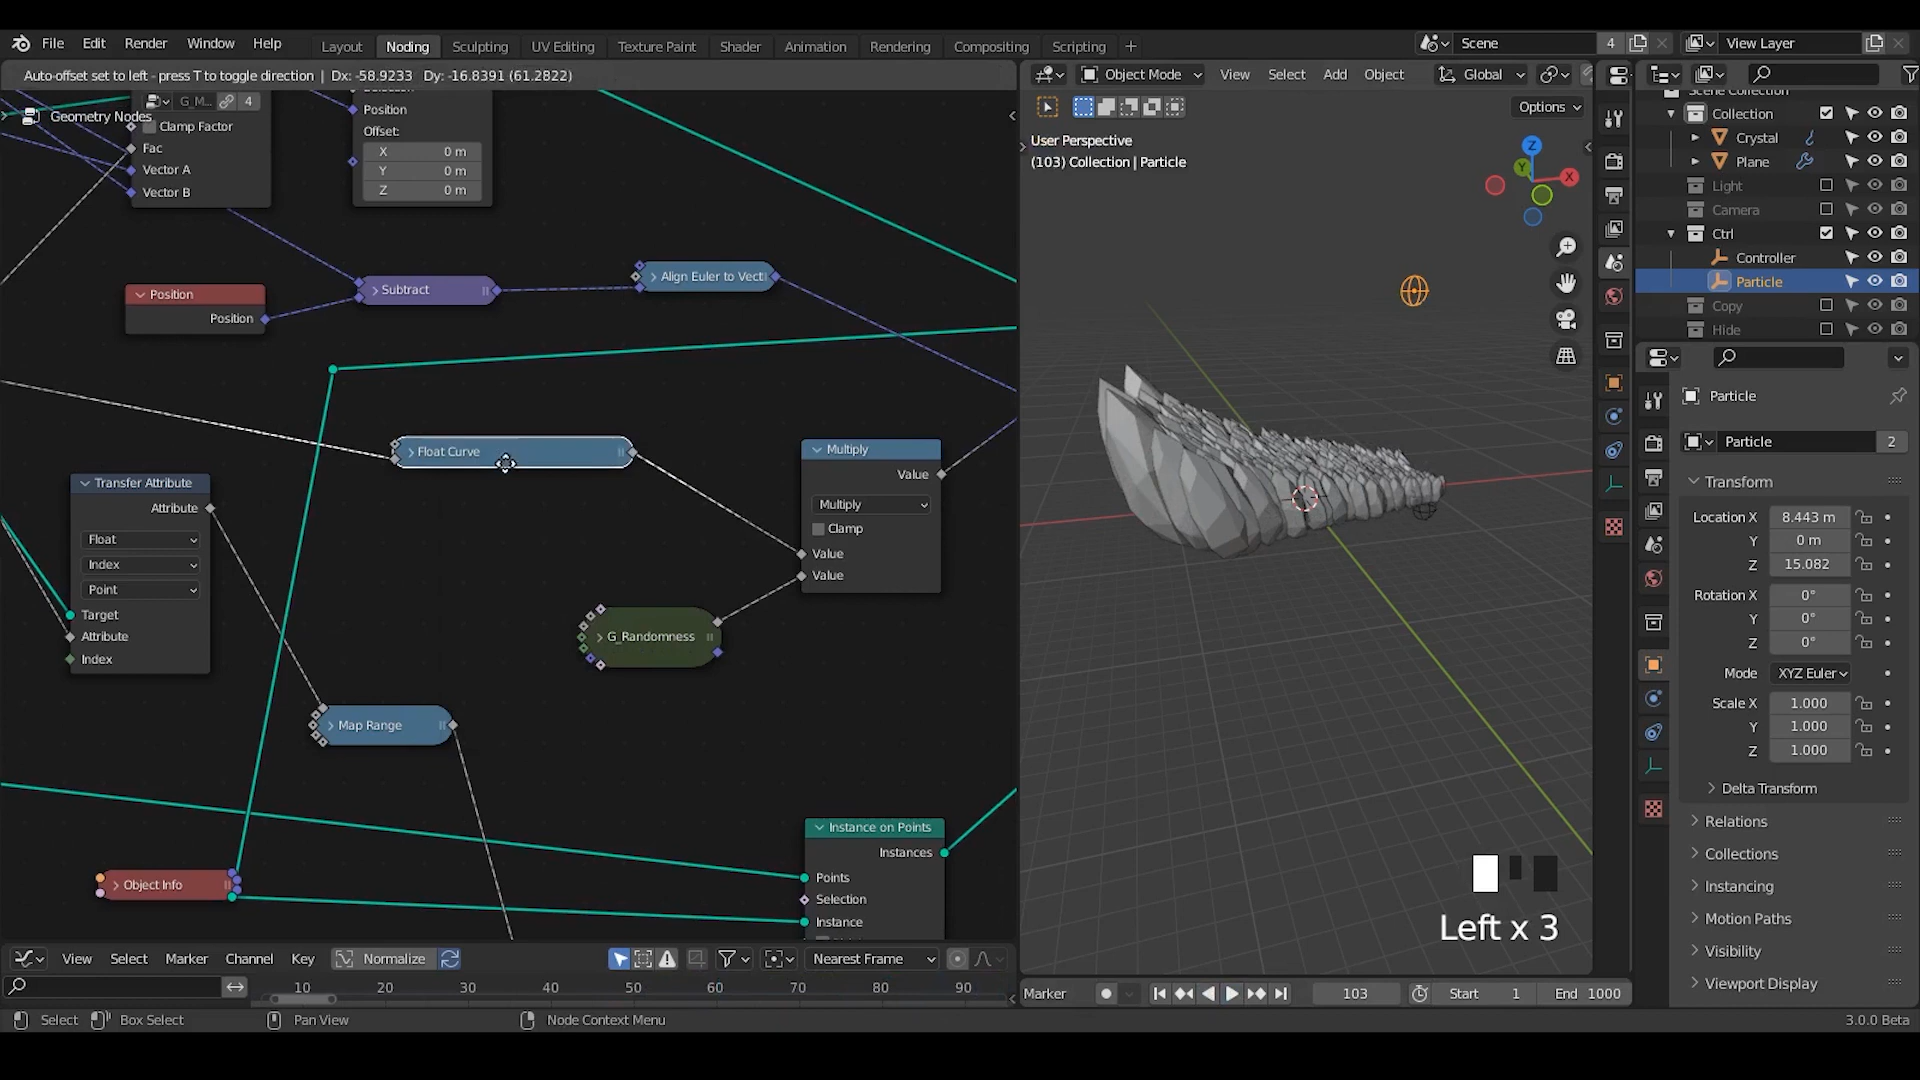 File Edit Render Window Help
Layout Noding Sculpting UV Editing Texture Paint Shader Animation Rendering Compositing Scripting +
Scene 4 View Layer
Auto-offset set to left - press T to toggle direction | Dx: -58.9233 Dy: -16.8391 (61.2822)
Object Mode View Select Add Object Global
Options
Geometry Nodes
G_M... 4
Clamp Factor
Fac
Vector A
Vector B
Position
Offset:
X 0 m
Y 0 m
Z 0 m
Position
Position
Subtract
Align Euler to Vect
Float Curve
Multiply
Value
Multiply
Clamp
Value
Value
Transfer Attribute
Attribute
Float
Index
Point
Target
Attribute
Index
G_Randomness
Map Range
Object Info
Instance on Points
Instances
Points
Selection
Instance
User Perspective
(103) Collection | Particle
Z
Y
X
Left x 3
Scene Collection
Collection
Crystal
Plane
Light
Camera
Ctrl
Controller
Particle
Copy
Hide
Particle
Particle 2
Transform
Location X 8.443 m
Y 0 m
Z 15.082
Rotation X 0°
Y 0°
Z 0°
Mode XYZ Euler
Scale X 1.000
Y 1.000
Z 1.000
Delta Transform
Relations
Collections
Instancing
Motion Paths
Visibility
Viewport Display
View Select Marker Channel Key Normalize Nearest Frame
10 20 30 40 50 60 70 80 90
Marker 103 Start 1 End 1000
Select Box Select Pan View Node Context Menu 3.0.0 Beta